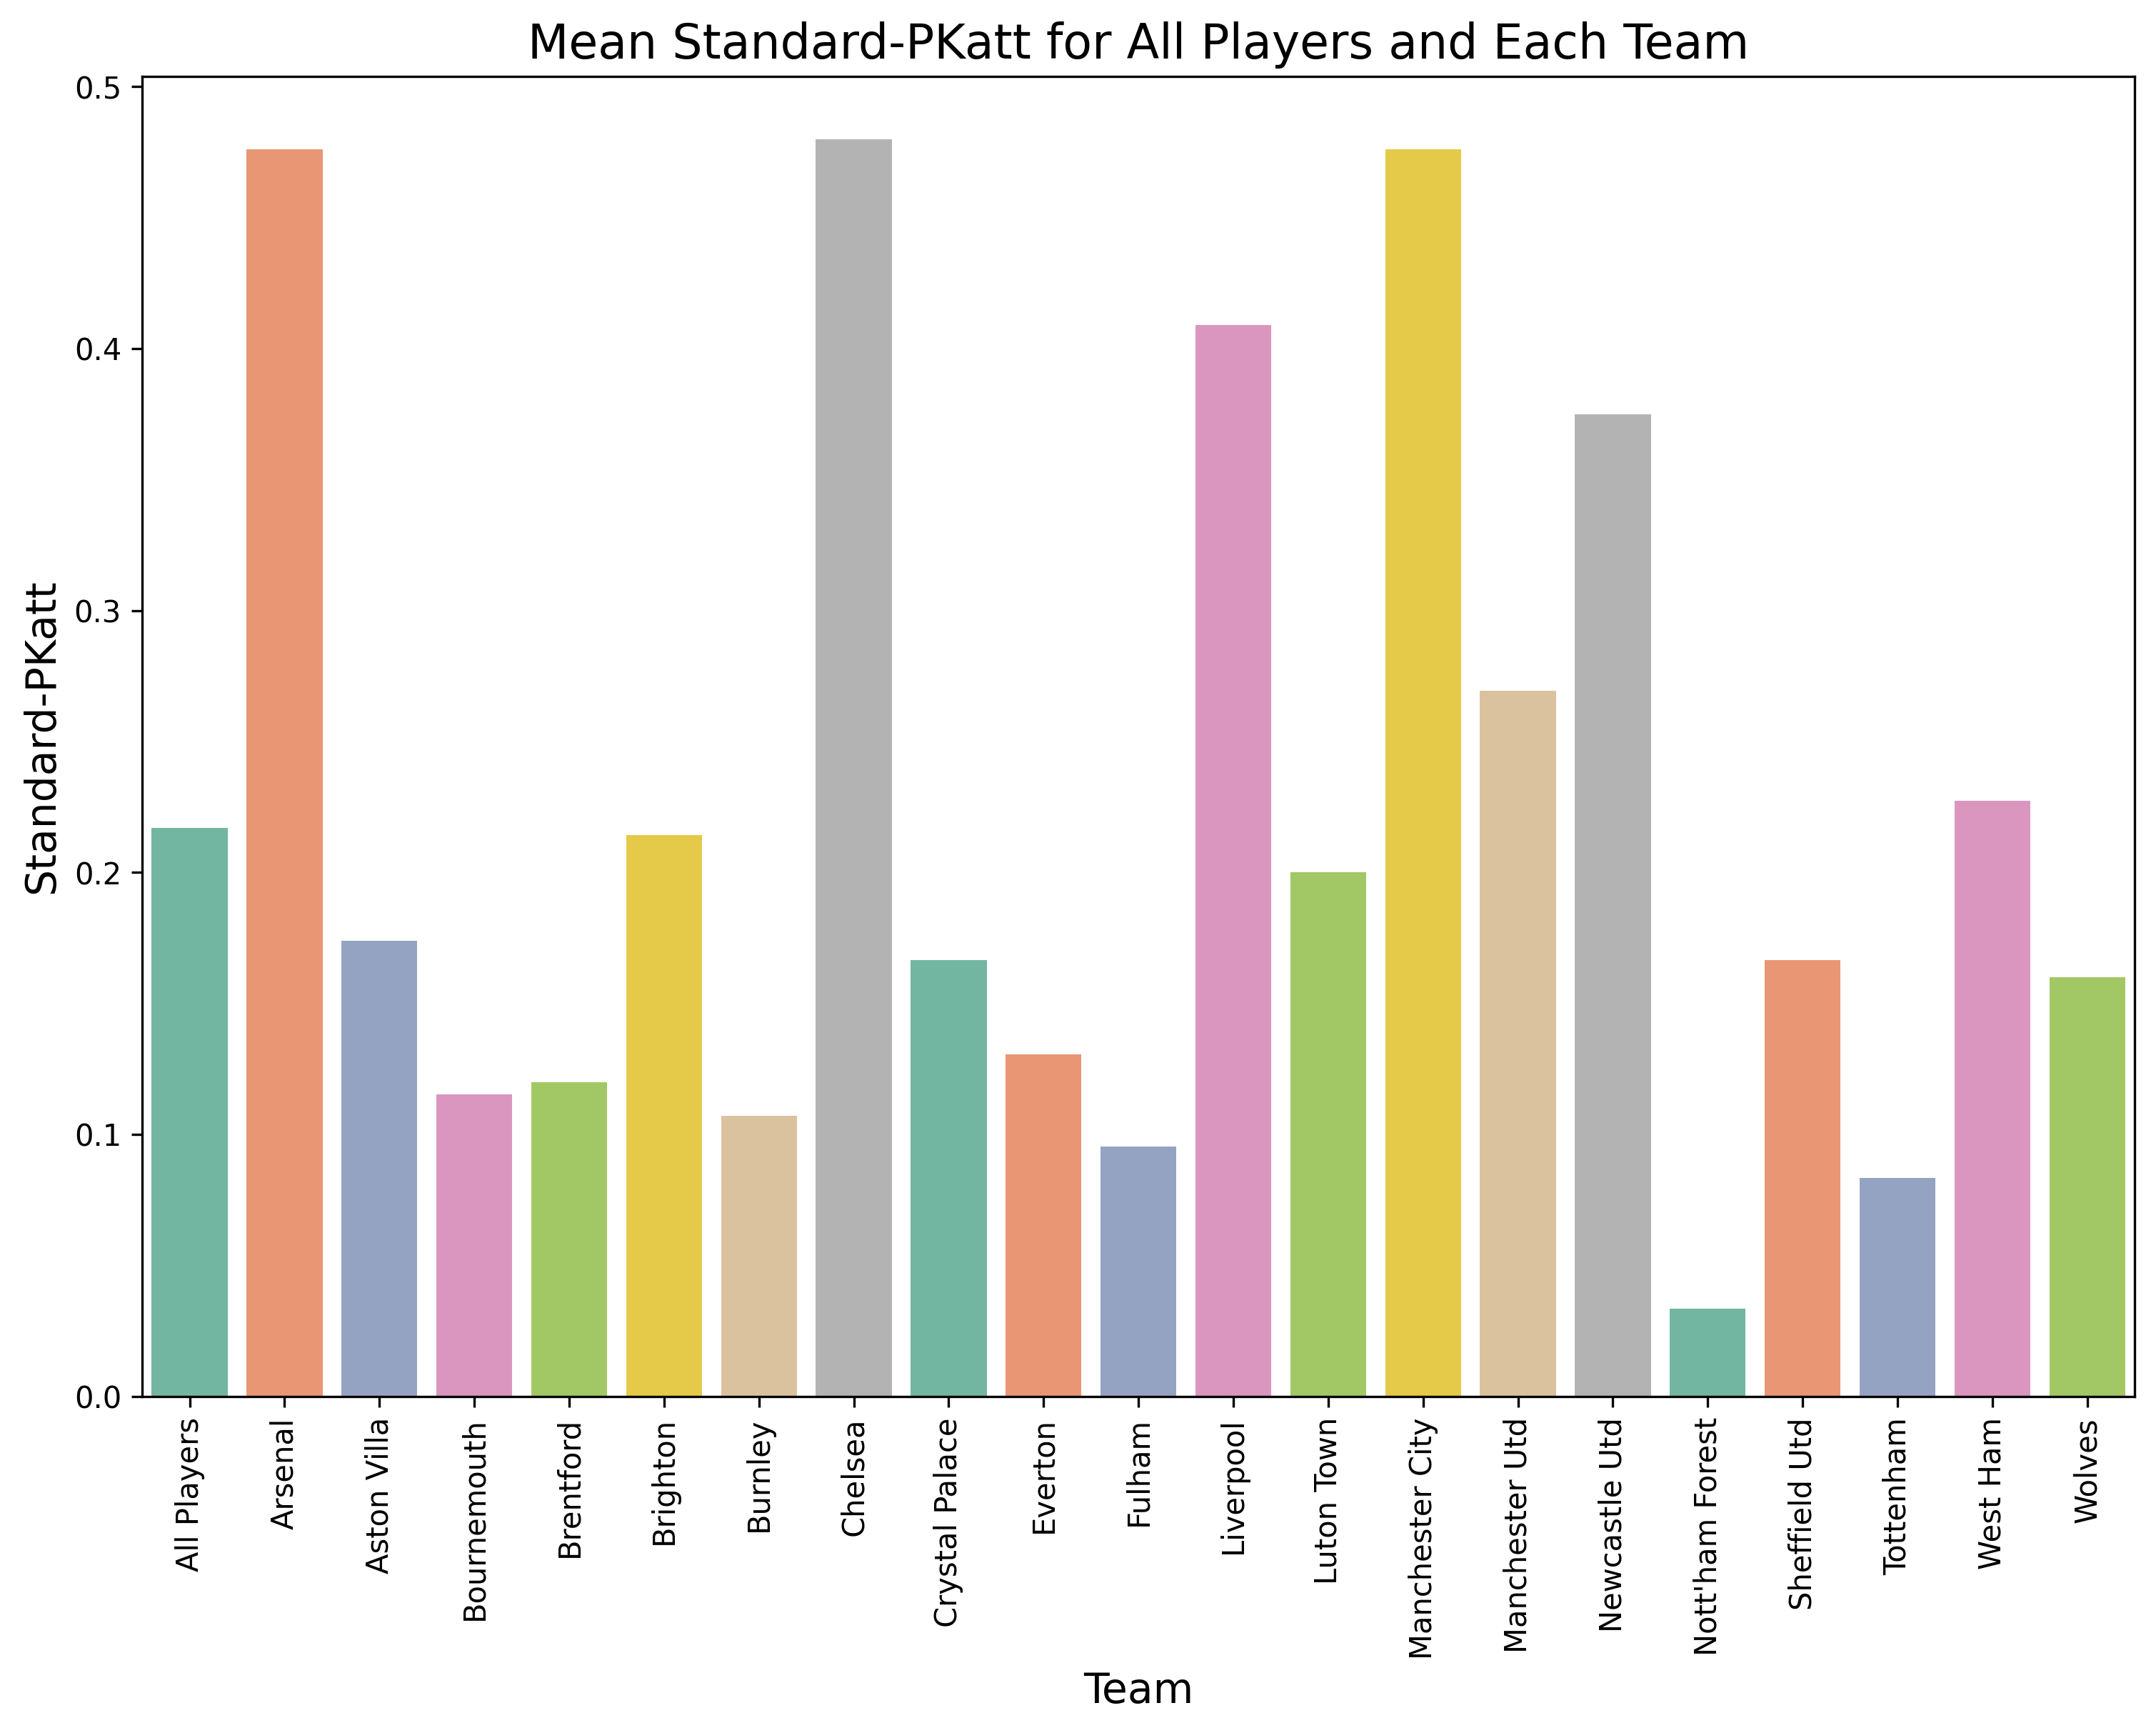 Mean Standard-PKatt for All Players and Each Team
Standard-PKatt
0.5
0.4
0.3
0.2
0.1
0.0
All Players
Arsenal
Aston Villa
Bournemouth
Brentford
Brighton
Burnley
Chelsea
Crystal Palace
Everton
Fulham
Liverpool
Luton Town
Manchester City
Manchester Utd
Newcastle Utd
Nott'ham Forest
Sheffield Utd
Tottenham
West Ham
Wolves
Team